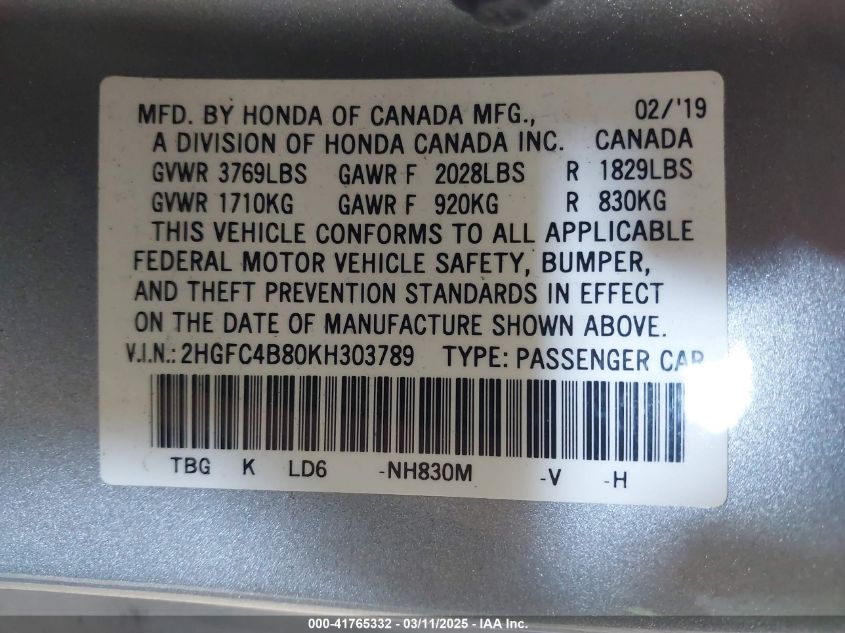 MFD. BY HONDA OF CANADA MFG., 02/'19
A DIVISION OF HONDA CANADA INC. CANADA
GVWR 3769LBS GAWR F 2028LBS R 1829LBS
GVWR 1710KG GAWR F 920KG R 830KG
THIS VEHICLE CONFORMS TO ALL APPLICABLE
FEDERAL MOTOR VEHICLE SAFETY, BUMPER,
AND THEFT PREVENTION STANDARDS IN EFFECT
ON THE DATE OF MANUFACTURE SHOWN ABOVE.
V.I.N.: 2HGFC4B80KH303789 TYPE: PASSENGER CAR
TBG K LD6 -NH830M -V -H
000-41765332 - 03/11/2025 - IAA Inc.